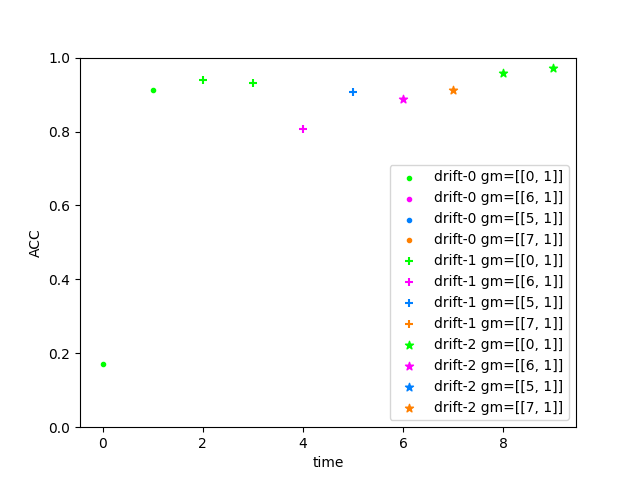 1.0
0.8
0.6
0.4
0.2
0.0
ACC
0 2 4 6 8
time
drift-0 gm=[[0, 1]]
drift-0 gm=[[6, 1]]
drift-0 gm=[[5, 1]]
drift-0 gm=[[7, 1]]
drift-1 gm=[[0, 1]]
drift-1 gm=[[6, 1]]
drift-1 gm=[[5, 1]]
drift-1 gm=[[7, 1]]
drift-2 gm=[[0, 1]]
drift-2 gm=[[6, 1]]
drift-2 gm=[[5, 1]]
drift-2 gm=[[7, 1]]